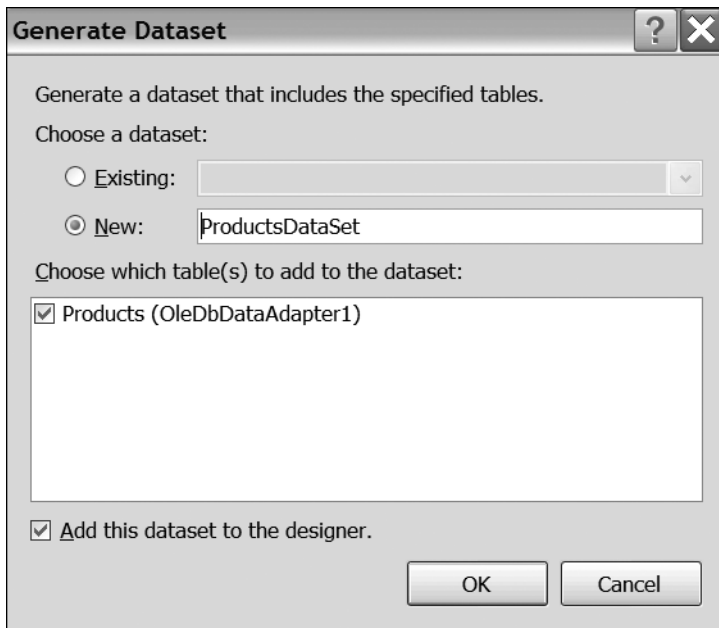 Generate Dataset
?
Generate a dataset that includes the specified tables.
Choose a dataset:
Existing:
New: ProductsDataSet
Choose which table(s) to add to the dataset:
Products (OleDbDataAdapter1)
Add this dataset to the designer.
OK Cancel